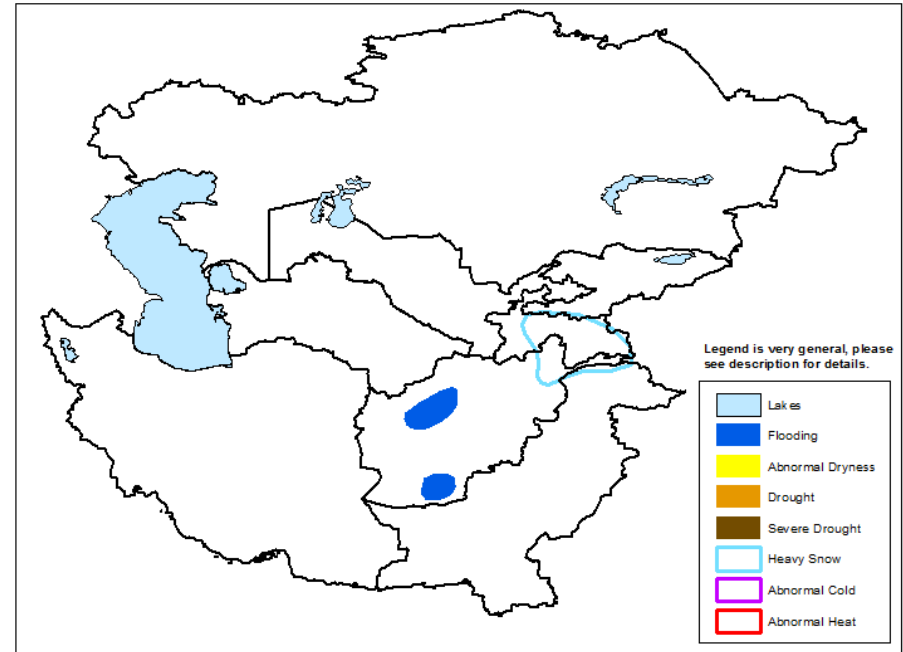 Legend is very general, please
see description for details.
Lakes
Flooding
Abnormal Dryness
Drought
Severe Drought
Heavy Snow
Abnormal Cold
Abnormal Heat